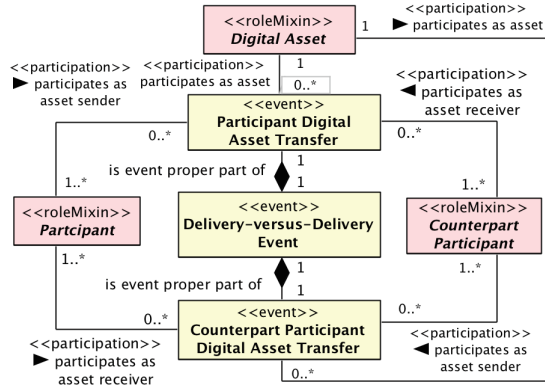 <<roleMixin>>
Digital Asset
1
<<participation>>
participates as asset
<<participation>>
participates as
asset sender
<<participation>>
participates as asset
1
0..*
<<participation>>
participates as
asset receiver
<<event>>
Participant Digital
Asset Transfer
0..*
0..*
is event proper part of
1
1
1..*
1..*
<<roleMixin>>
Partcipant
<<event>>
Delivery-versus-Delivery
Event
<<roleMixin>>
Counterpart
Participant
1..*
1..*
is event proper part of
1
1
0..*
0..*
<<event>>
Counterpart Participant
Digital Asset Transfer
<<participation>>
participates as
asset receiver
<<participation>>
participates as
asset sender
0..*